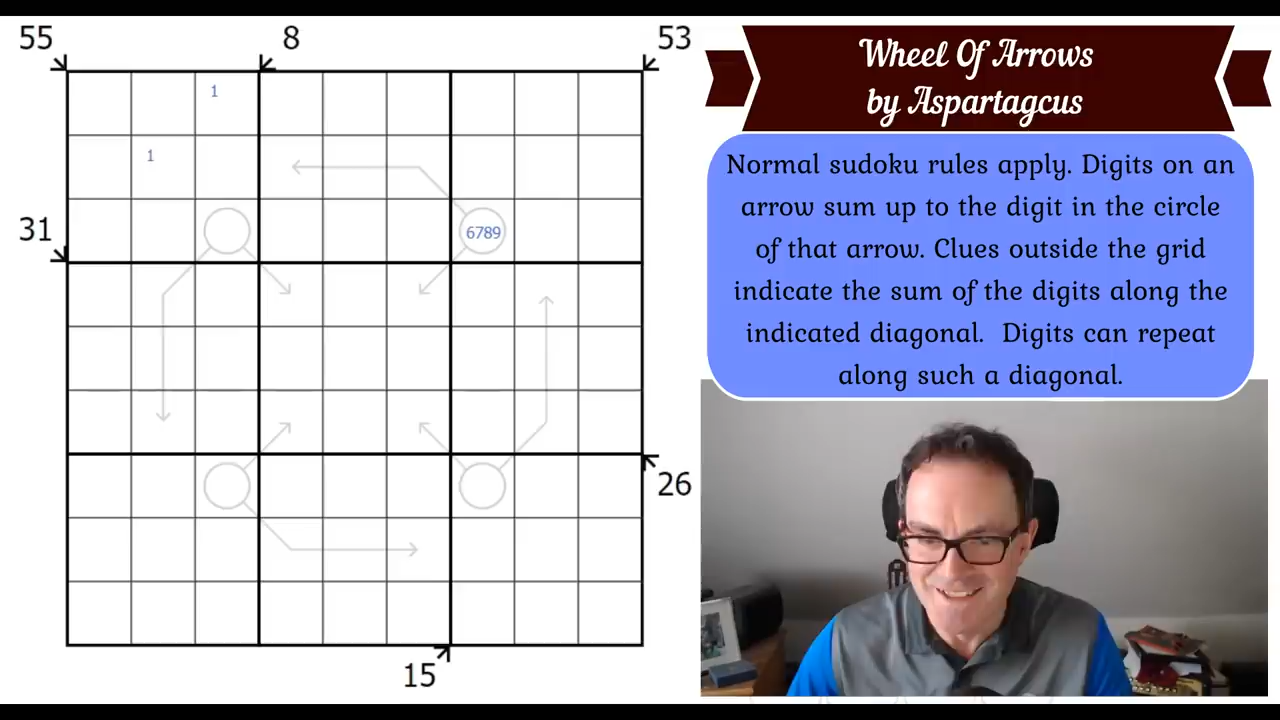 55
8
53
1
1
31
6789
26
15
Wheel Of Arrows
by Aspartagcus
Normal sudoku rules apply. Digits on an
arrow sum up to the digit in the circle
of that arrow. Clues outside the grid
indicate the sum of the digits along the
indicated diagonal. Digits can repeat
along such a diagonal.